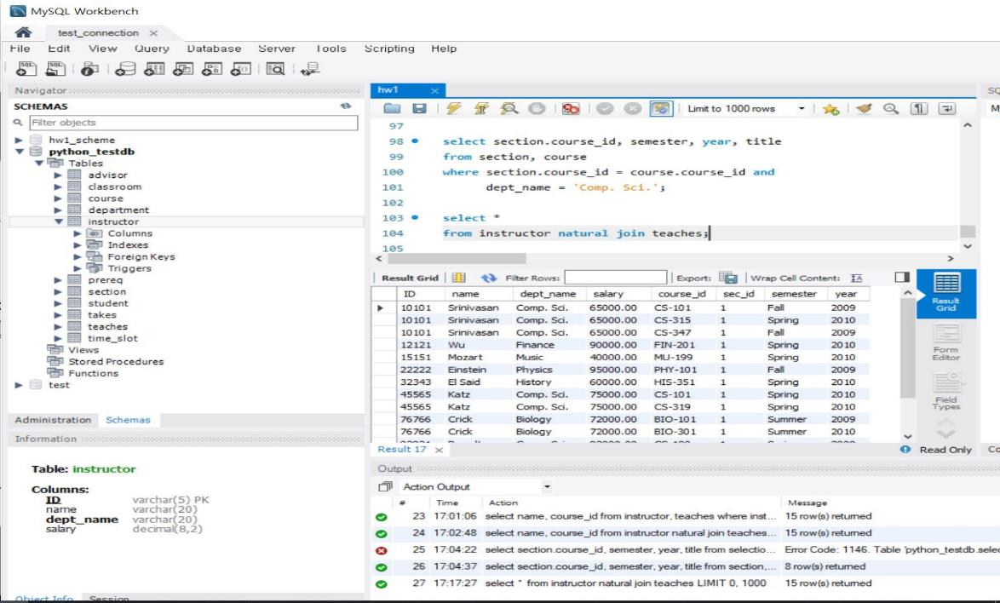 MySQL Workbench
test_connection ×
File Edit View Query Database Server Tools Scripting Help
Navigator
SCHEMAS
Filter objects
hw1_scheme
python_testdb
Tables
advisor
classroom
course
department
instructor
Columns
Indexes
Foreign Keys
Triggers
prereq
section
student
takes
teaches
time_slot
Views
Stored Procedures
Functions
test
Administration Schemas
Information
Table: instructor
Columns:
ID varchar(5) PK
name varchar(20)
dept_name varchar(20)
salary decimal(8,2)
Object Info Session
hw1 ×
Limit to 1000 rows
97
98 select section.course_id, semester, year, title
99 from section, course
100 where section.course_id = course.course_id and
101 dept_name = 'Comp. Sci.';
102
103 select *
104 from instructor natural join teaches;
105
Result Grid Filter Rows: Export: Wrap Cell Content:
ID name dept_name salary course_id sec_id semester year
10101 Srinivasan Comp. Sci. 65000.00 CS-101 1 Fall 2009
10101 Srinivasan Comp. Sci. 65000.00 CS-315 1 Spring 2010
10101 Srinivasan Comp. Sci. 65000.00 CS-347 1 Fall 2009
12121 Wu Finance 90000.00 FIN-201 1 Spring 2010
15151 Mozart Music 40000.00 MU-199 1 Spring 2010
22222 Einstein Physics 95000.00 PHY-101 1 Fall 2009
32343 El Said History 60000.00 HIS-351 1 Spring 2010
45565 Katz Comp. Sci. 75000.00 CS-101 1 Spring 2010
45565 Katz Comp. Sci. 75000.00 CS-319 1 Spring 2010
76766 Crick Biology 72000.00 BIO-101 1 Summer 2009
76766 Crick Biology 72000.00 BIO-301 1 Summer 2010
Result Grid
Form Editor
Field Types
Result 17 ×
Read Only
Output
Action Output
# Time Action Message
23 17:01:06 select name, course_id from instructor, teaches where inst... 15 row(s) returned
24 17:02:48 select name, course_id from instructor natural join teaches... 15 row(s) returned
25 17:04:22 select section.course_id, semester, year, title from selectio... Error Code: 1146. Table 'python_testdb.selec
26 17:04:37 select section.course_id, semester, year, title from section,... 8 row(s) returned
27 17:17:27 select * from instructor natural join teaches LIMIT 0, 1000 15 row(s) returned